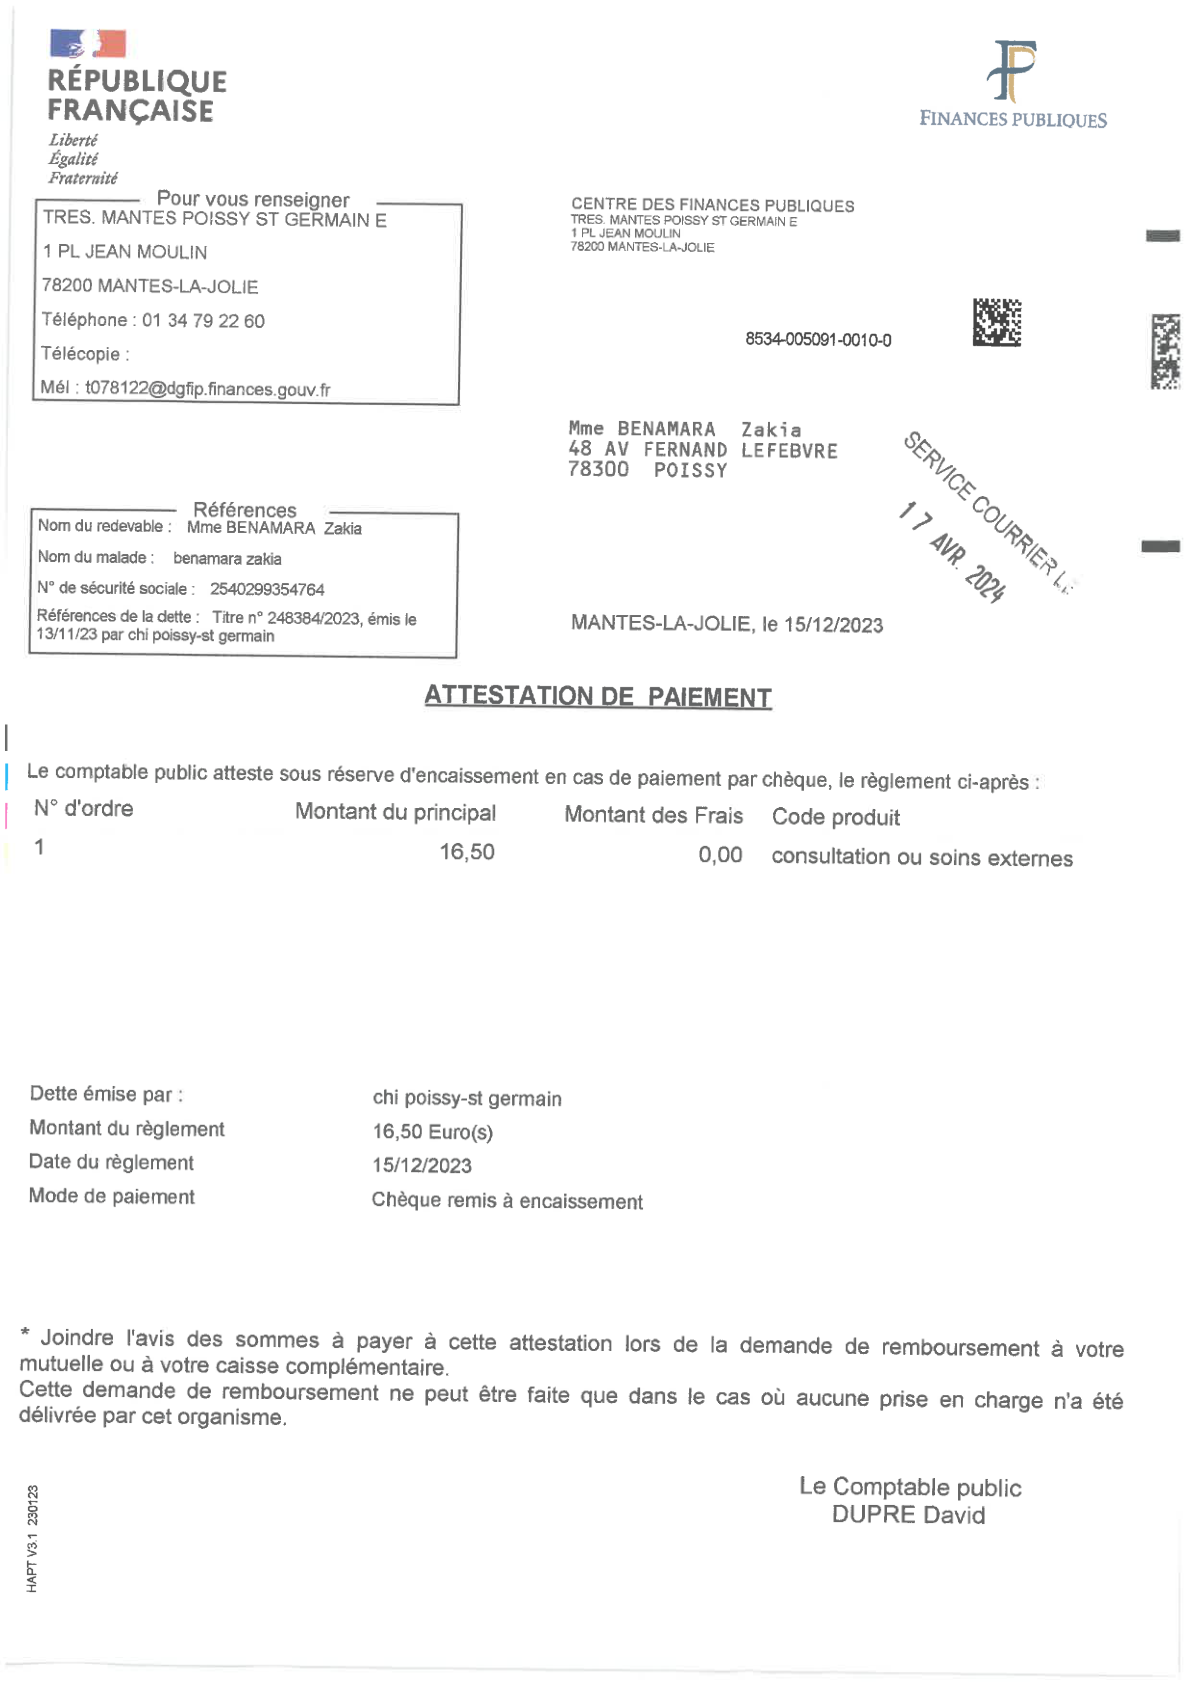 RÉPUBLIQUE
FRANÇAISE
Liberté
Égalité
Fraternité
FINANCES PUBLIQUES
Pour vous renseigner
TRES. MANTES POISSY ST GERMAIN E
1 PL JEAN MOULIN
78200 MANTES-LA-JOLIE
Téléphone : 01 34 79 22 60
Télécopie :
Mél : t078122@dgfip.finances.gouv.fr
CENTRE DES FINANCES PUBLIQUES
TRES. MANTES POISSY ST GERMAIN E
1 PL JEAN MOULIN
78200 MANTES-LA-JOLIE
8534-005091-0010-0
Mme BENAMARA Zakia
48 AV FERNAND LEFEBVRE
78300 POISSY
SERVICE COURRIER
17 AVR. 2024
Références
Nom du redevable : Mme BENAMARA Zakia
Nom du malade : benamara zakia
N° de sécurité sociale : 2540299354764
Références de la dette : Titre n° 248384/2023, émis le
13/11/23 par chi poissy-st germain
MANTES-LA-JOLIE, le 15/12/2023
ATTESTATION DE PAIEMENT
Le comptable public atteste sous réserve d'encaissement en cas de paiement par chèque, le règlement ci-après :
N° d'ordre Montant du principal Montant des Frais Code produit
1 16,50 0,00 consultation ou soins externes
Dette émise par : chi poissy-st germain
Montant du règlement 16,50 Euro(s)
Date du règlement 15/12/2023
Mode de paiement Chèque remis à encaissement
* Joindre l'avis des sommes à payer à cette attestation lors de la demande de remboursement à votre
mutuelle ou à votre caisse complémentaire.
Cette demande de remboursement ne peut être faite que dans le cas où aucune prise en charge n'a été
délivrée par cet organisme.
Le Comptable public
DUPRE David
HAPT V3.1 230123